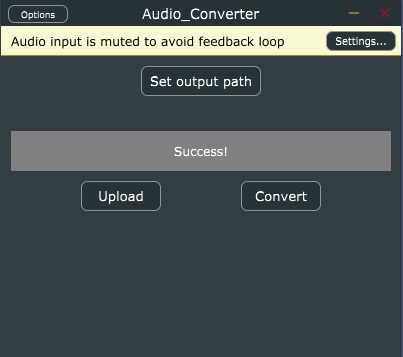 Options
Audio_Converter
Audio input is muted to avoid feedback loop
Settings...
Set output path
Success!
Upload
Convert